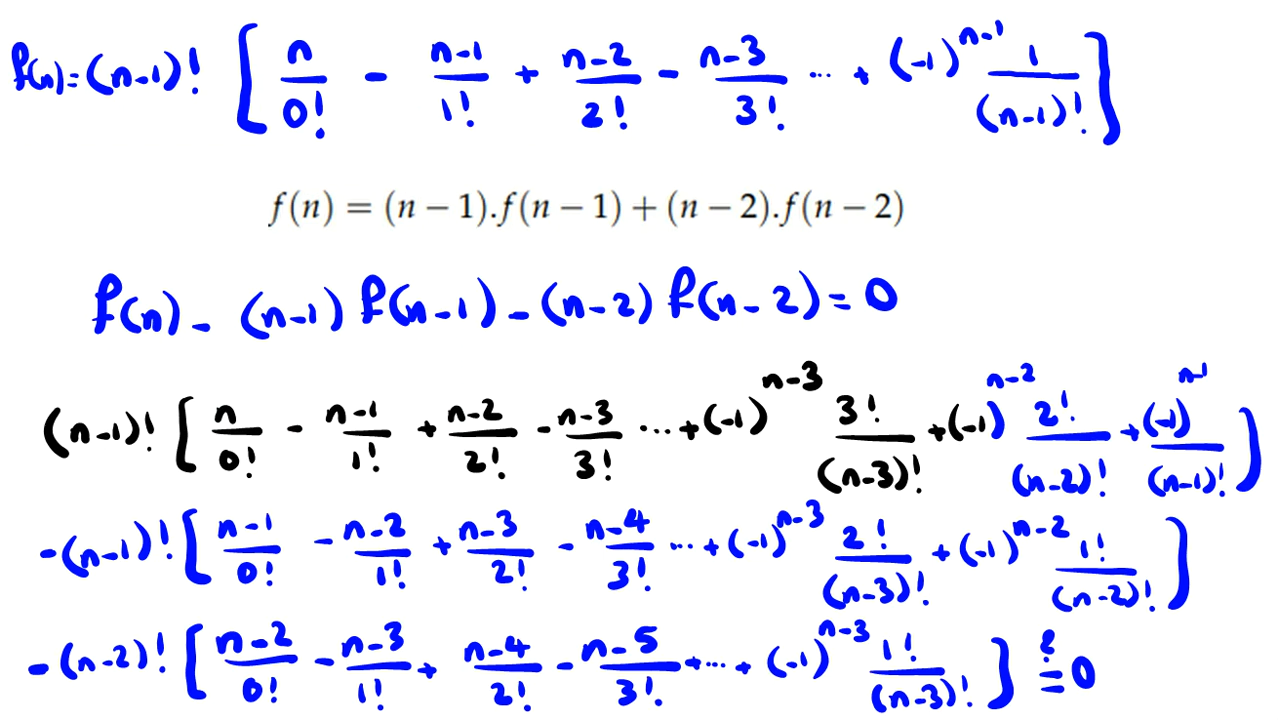 f(n)=(n-1)! [ n/0! - n-1/1! + n-2/2! - n-3/3! ... + (-1)^{n-1} 1/(n-1)! ]
f(n) = (n − 1).f(n − 1) + (n − 2).f(n − 2)
f(n) - (n-1) f(n-1) - (n-2) f(n-2) = 0
(n-1)! [ n/0! - n-1/1! + n-2/2! - n-3/3! ... + (-1)^{n-3} 3!/(n-3)! + (-1)^{n-2} 2!/(n-2)! + (-1)^{n-1}/(n-1)! ]
-(n-1)! [ n-1/0! - n-2/1! + n-3/2! - n-4/3! ... + (-1)^{n-3} 2!/(n-3)! + (-1)^{n-2} 1!/(n-2)! ]
-(n-2)! [ n-2/0! - n-3/1! + n-4/2! - n-5/3! + ... + (-1)^{n-3} 1!/(n-3)! ] ?= 0